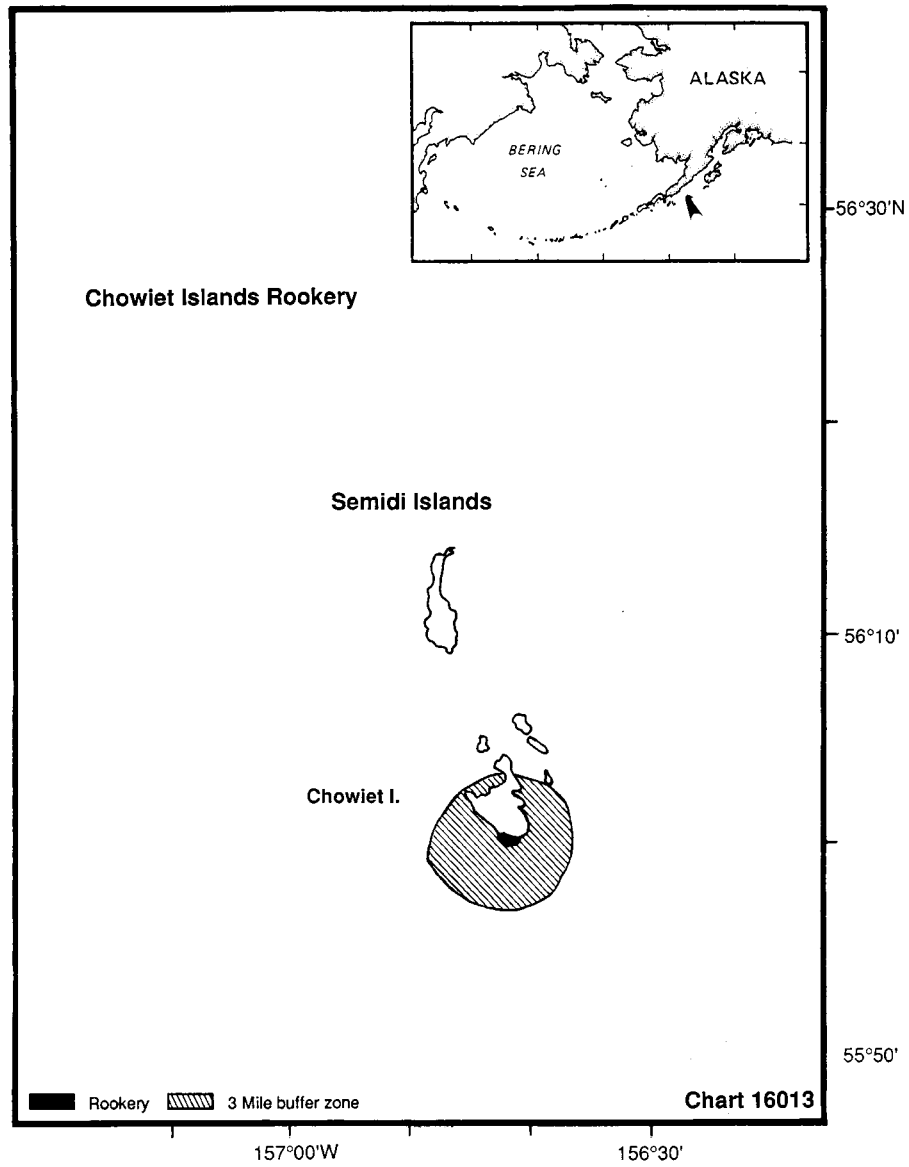 ALASKA
BERING
SEA
56°30'N
Chowiet Islands Rookery
Semidi Islands
56°10'
Chowiet I.
55°50'
Rookery
3 Mile buffer zone
Chart 16013
157°00'W
156°30'